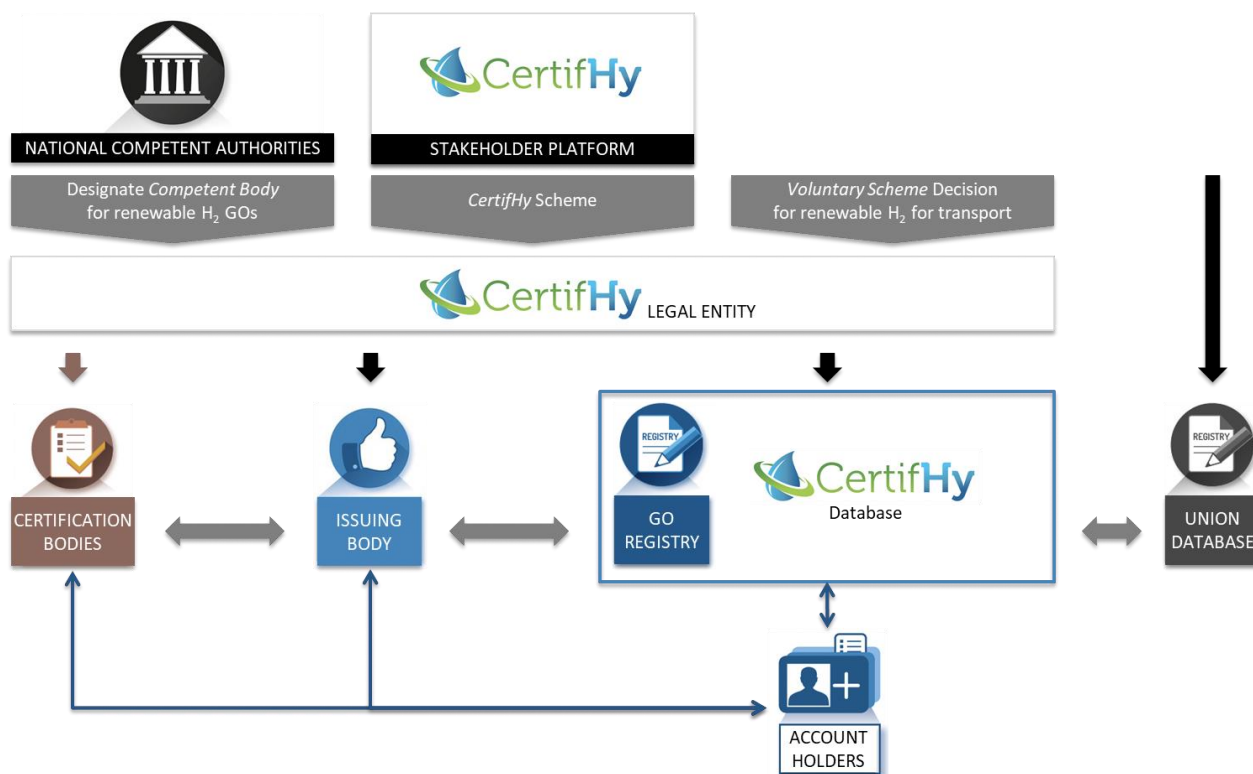 CertifHy
NATIONAL COMPETENT AUTHORITIES
STAKEHOLDER PLATFORM
Designate Competent Body
for renewable H₂ GOs
CertifHy Scheme
Voluntary Scheme Decision
for renewable H₂ for transport
CertifHy LEGAL ENTITY
REGISTRY
REGISTRY
CertifHy
Database
CERTIFICATION
BODIES
ISSUING
BODY
GO
REGISTRY
UNION
DATABASE
ACCOUNT
HOLDERS